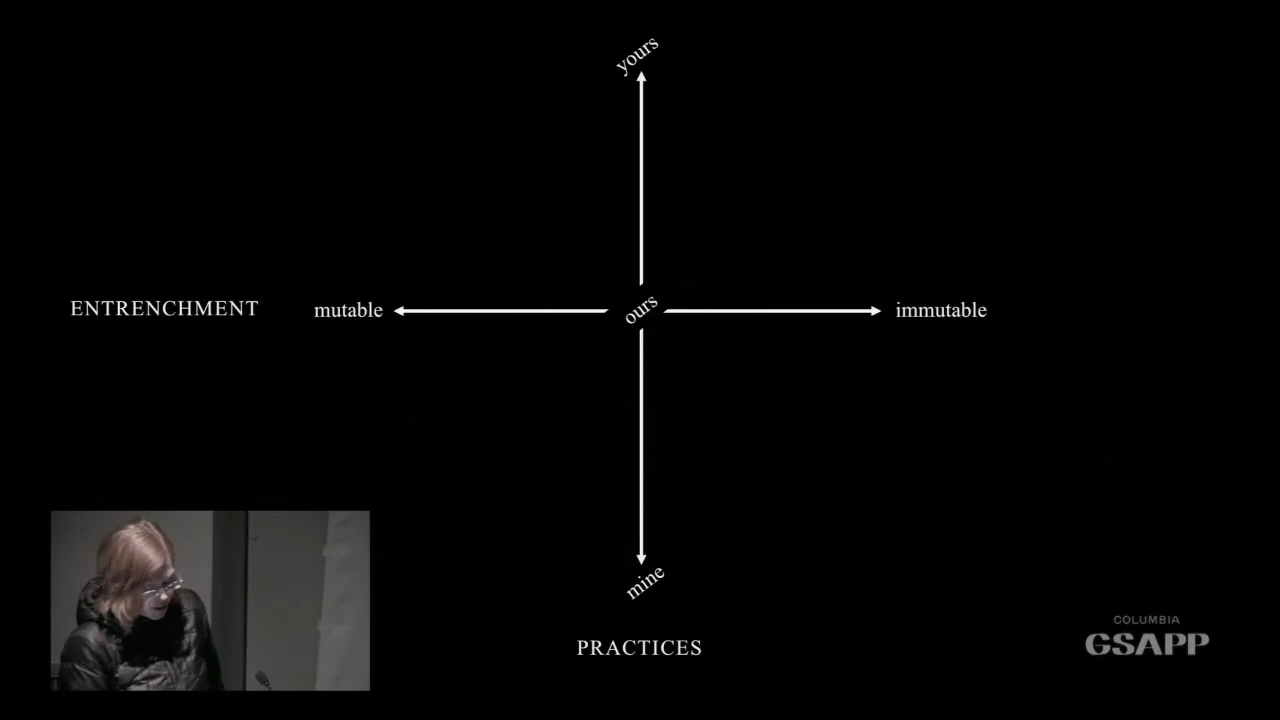 yours
ENTRENCHMENT
mutable
ours
immutable
mine
PRACTICES
COLUMBIA
GSAPP